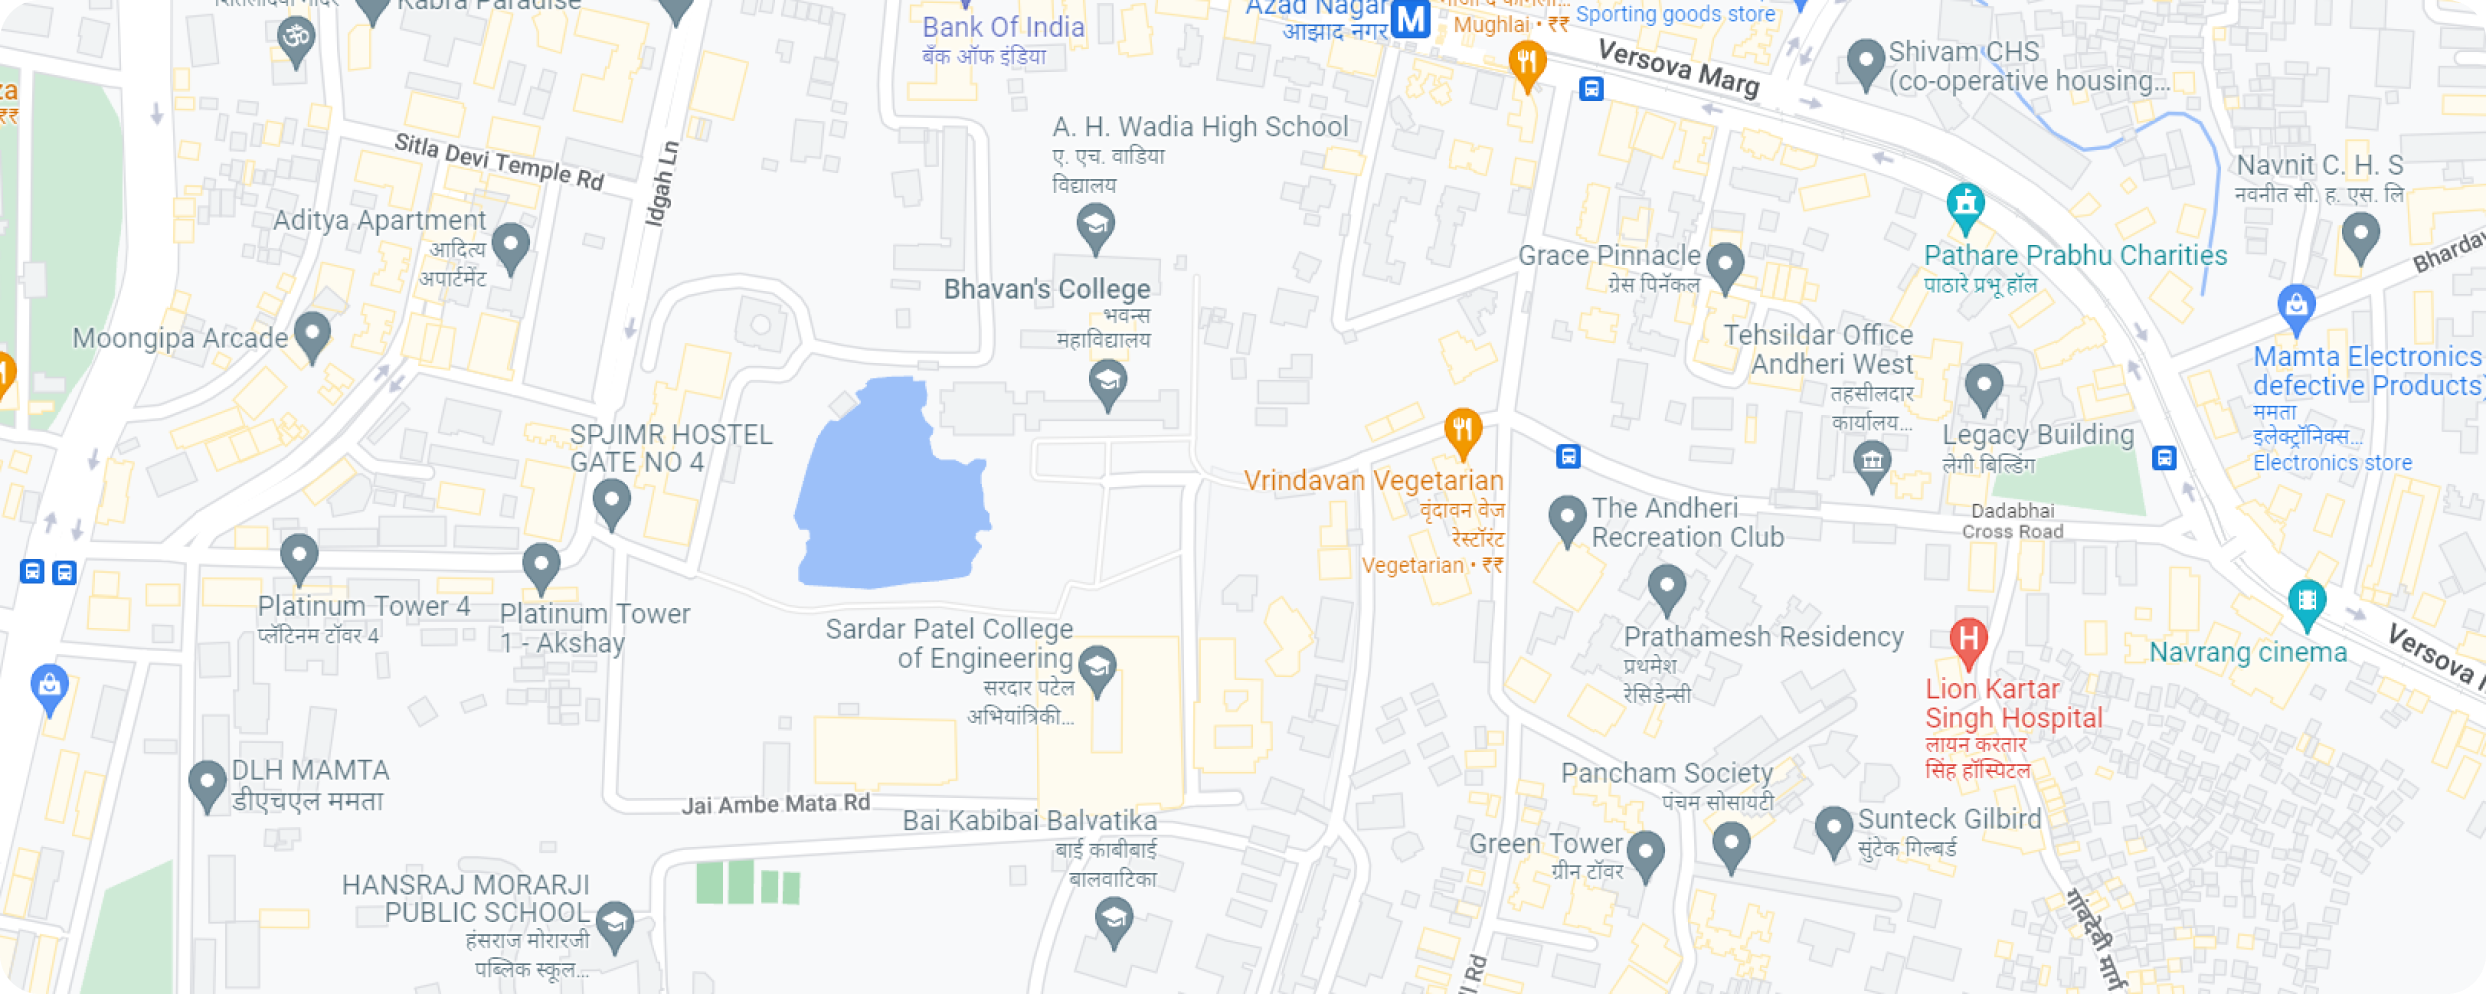 Kabra Paradise
Bank Of India
बँक ऑफ इंडिया
Azad Nagar
आझाद नगर
M
Mughlai • ₹₹
Sporting goods store
Versova Marg
Shivam CHS
(co-operative housing...
za
₹₹
Sitla Devi Temple Rd
Idgah Ln
A. H. Wadia High School
ए. एच. वाडिया
विद्यालय
Navnit C. H. S
नवनीत सी. ह. एस. लि
Aditya Apartment
आदित्य
अपार्टमेंट
Grace Pinnacle
ग्रेस पिनॅकल
Pathare Prabhu Charities
पाठारे प्रभू हॉल
Bharda
Bhavan's College
भवन्स
महाविद्यालय
Moongipa Arcade
Tehsildar Office
Andheri West
तहसीलदार
कार्यालय...
Mamta Electronics
defective Products)
ममता
इलेक्ट्रॉनिक्स...
Electronics store
SPJIMR HOSTEL
GATE NO 4
Legacy Building
लेगी बिल्डिंग
Vrindavan Vegetarian
वृंदावन वेज
रेस्टॉरंट
Vegetarian • ₹₹
The Andheri
Recreation Club
Dadabhai
Cross Road
Platinum Tower 4
प्लॅटिनम टॉवर 4
Platinum Tower
1 - Akshay
Sardar Patel College
of Engineering
सरदार पटेल
अभियांत्रिकी...
Prathamesh Residency
प्रथमेश
रेसिडेन्सी
Navrang cinema
Versova
H
Lion Kartar
Singh Hospital
लायन करतार
सिंह हॉस्पिटल
DLH MAMTA
डीएचएल ममता
Jai Ambe Mata Rd
Pancham Society
पंचम सोसायटी
Bai Kabibai Balvatika
बाई काबीबाई
बालवाटिका
Green Tower
ग्रीन टॉवर
Sunteck Gilbird
सुंटेक गिल्बर्ड
HANSRAJ MORARJI
PUBLIC SCHOOL
हंसराज मोरारजी
पब्लिक स्कूल...
गांवदेवी मार्ग
Rd